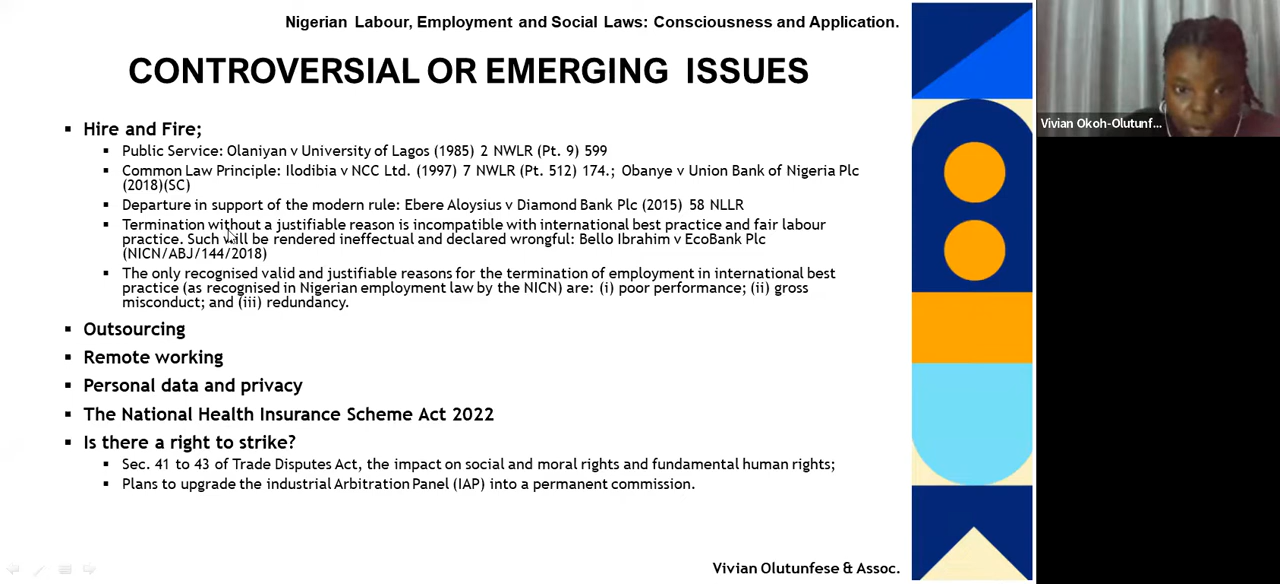 Nigerian Labour, Employment and Social Laws: Consciousness and Application.
CONTROVERSIAL OR EMERGING ISSUES
▪ Hire and Fire;
▪ Public Service: Olaniyan v University of Lagos (1985) 2 NWLR (Pt. 9) 599
▪ Common Law Principle: Ilodibia v NCC Ltd. (1997) 7 NWLR (Pt. 512) 174.; Obanye v Union Bank of Nigeria Plc
(2018)(SC)
▪ Departure in support of the modern rule: Ebere Aloysius v Diamond Bank Plc (2015) 58 NLLR
▪ Termination without a justifiable reason is incompatible with international best practice and fair labour
practice. Such will be rendered ineffectual and declared wrongful: Bello Ibrahim v EcoBank Plc
(NICN/ABJ/144/2018)
▪ The only recognised valid and justifiable reasons for the termination of employment in international best
practice (as recognised in Nigerian employment law by the NICN) are: (i) poor performance; (ii) gross
misconduct; and (iii) redundancy.
▪ Outsourcing
▪ Remote working
▪ Personal data and privacy
▪ The National Health Insurance Scheme Act 2022
▪ Is there a right to strike?
▪ Sec. 41 to 43 of Trade Disputes Act, the impact on social and moral rights and fundamental human rights;
▪ Plans to upgrade the industrial Arbitration Panel (IAP) into a permanent commission.
Vivian Olutunfese & Assoc.
Vivian Okoh-Olutunf...